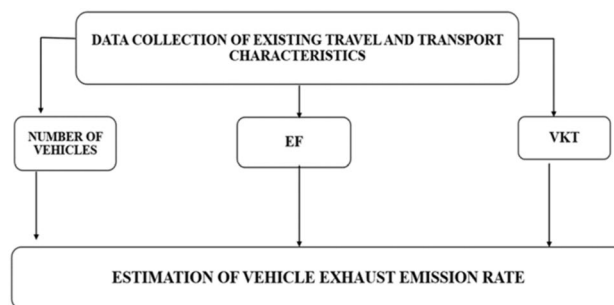 DATA COLLECTION OF EXISTING TRAVEL AND TRANSPORT
CHARACTERISTICS
NUMBER OF
VEHICLES
EF
VKT
ESTIMATION OF VEHICLE EXHAUST EMISSION RATE